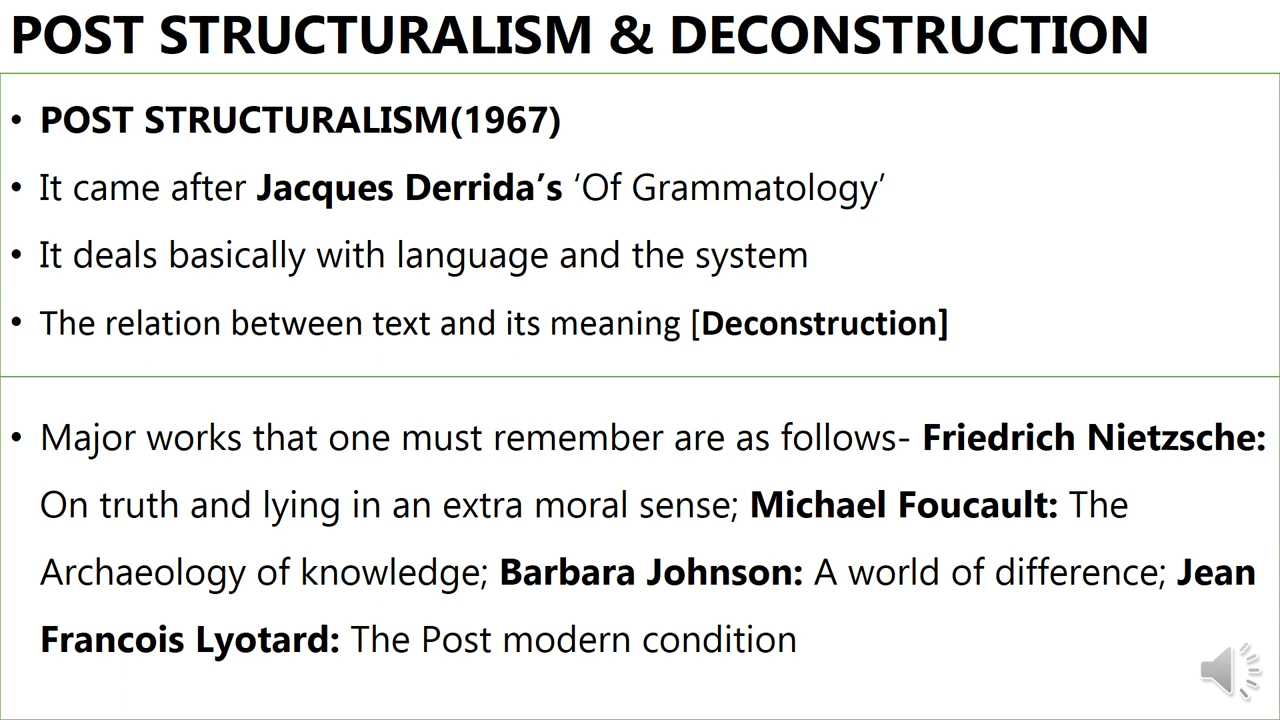 POST STRUCTURALISM & DECONSTRUCTION
• POST STRUCTURALISM(1967)
• It came after Jacques Derrida’s ‘Of Grammatology’
• It deals basically with language and the system
• The relation between text and its meaning [Deconstruction]
• Major works that one must remember are as follows- Friedrich Nietzsche:
On truth and lying in an extra moral sense; Michael Foucault: The
Archaeology of knowledge; Barbara Johnson: A world of difference; Jean
Francois Lyotard: The Post modern condition